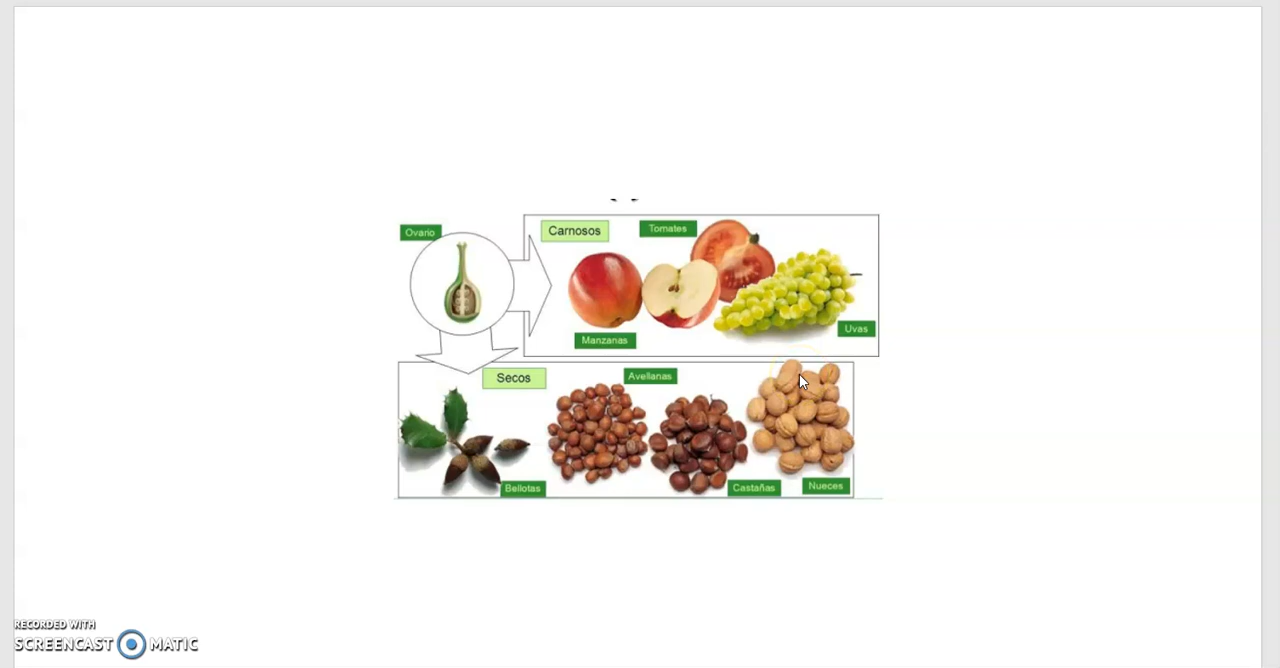 Ovario
Carnosos
Tomates
Manzanas
Uvas
Secos
Avellanas
Bellotas
Castañas
Nueces
RECORDED WITH
SCREENCAST MATIC